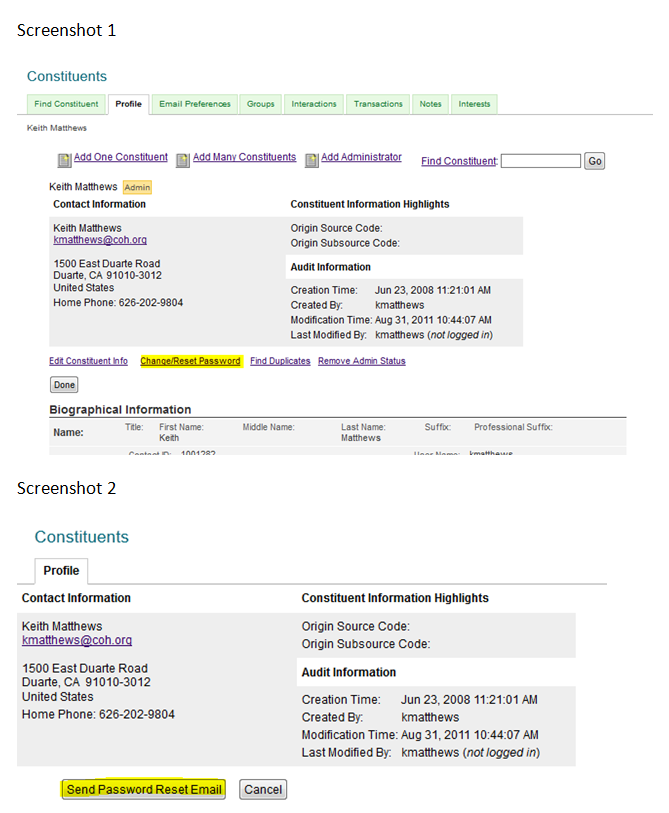 Screenshot 1
Constituents
Find Constituent Profile Email Preferences Groups Interactions Transactions Notes Interests
Keith Matthews
Add One Constituent Add Many Constituents Add Administrator Find Constituent: Go
Keith Matthews Admin
Contact Information Constituent Information Highlights
Keith Matthews Origin Source Code:
kmatthews@coh.org Origin Subsource Code:
1500 East Duarte Road Audit Information
Duarte, CA 91010-3012
United States Creation Time: Jun 23, 2008 11:21:01 AM
Home Phone: 626-202-9804 Created By: kmatthews
Modification Time: Aug 31, 2011 10:44:07 AM
Last Modified By: kmatthews (not logged in)
Edit Constituent Info Change/Reset Password Find Duplicates Remove Admin Status
Done
Biographical Information
Name: Title: First Name: Middle Name: Last Name: Suffix: Professional Suffix:
Keith Matthews
Contact ID: 1001282 User Name: kmatthews
Screenshot 2
Constituents
Profile
Contact Information Constituent Information Highlights
Keith Matthews Origin Source Code:
kmatthews@coh.org Origin Subsource Code:
1500 East Duarte Road Audit Information
Duarte, CA 91010-3012
United States Creation Time: Jun 23, 2008 11:21:01 AM
Home Phone: 626-202-9804 Created By: kmatthews
Modification Time: Aug 31, 2011 10:44:07 AM
Last Modified By: kmatthews (not logged in)
Send Password Reset Email Cancel